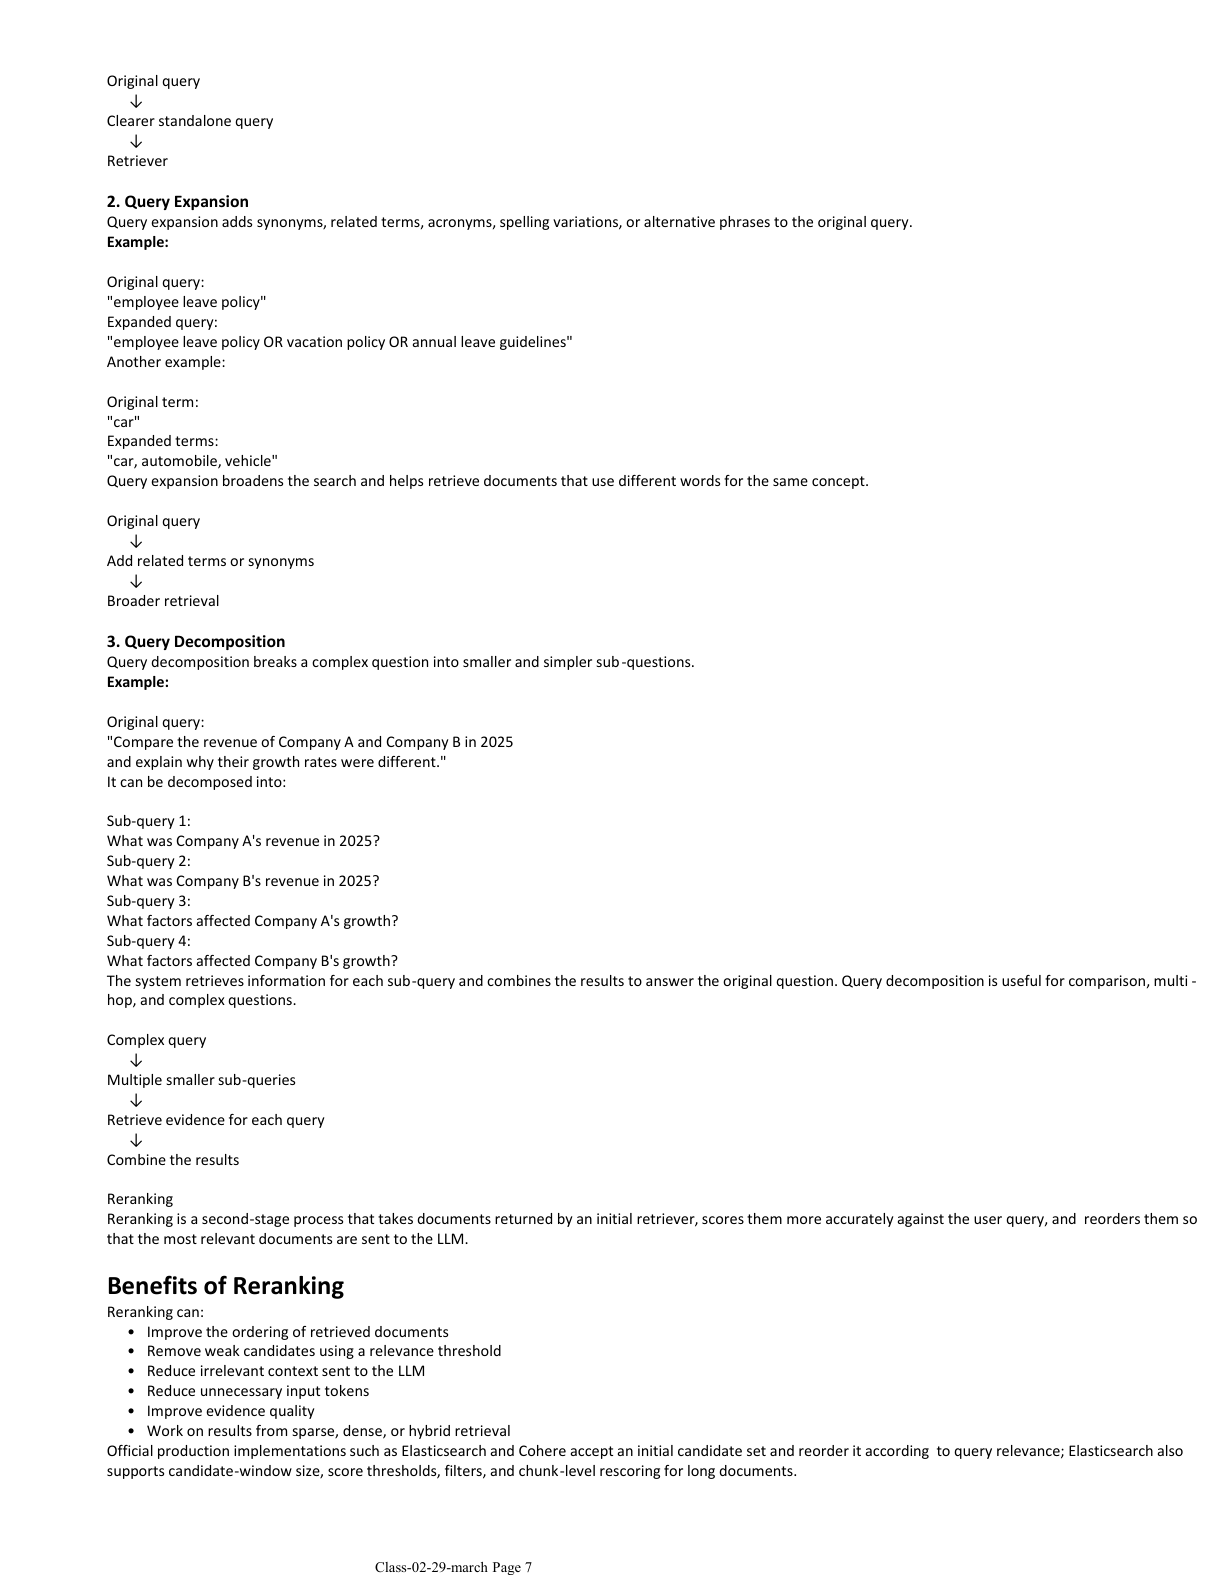 Original query
↓
Clearer standalone query
↓
Retriever
2. Query Expansion
Query expansion adds synonyms, related terms, acronyms, spelling variations, or alternative phrases to the original query.
Example:
Original query:
"employee leave policy"
Expanded query:
"employee leave policy OR vacation policy OR annual leave guidelines"
Another example:
Original term:
"car"
Expanded terms:
"car, automobile, vehicle"
Query expansion broadens the search and helps retrieve documents that use different words for the same concept.
Original query
↓
Add related terms or synonyms
↓
Broader retrieval
3. Query Decomposition
Query decomposition breaks a complex question into smaller and simpler sub-questions.
Example:
Original query:
"Compare the revenue of Company A and Company B in 2025
and explain why their growth rates were different."
It can be decomposed into:
Sub-query 1:
What was Company A's revenue in 2025?
Sub-query 2:
What was Company B's revenue in 2025?
Sub-query 3:
What factors affected Company A's growth?
Sub-query 4:
What factors affected Company B's growth?
The system retrieves information for each sub-query and combines the results to answer the original question. Query decomposition is useful for comparison, multi -
hop, and complex questions.
Complex query
↓
Multiple smaller sub-queries
↓
Retrieve evidence for each query
↓
Combine the results
Reranking
Reranking is a second-stage process that takes documents returned by an initial retriever, scores them more accurately against the user query, and reorders them so
that the most relevant documents are sent to the LLM.
Benefits of Reranking
Reranking can:
• Improve the ordering of retrieved documents
• Remove weak candidates using a relevance threshold
• Reduce irrelevant context sent to the LLM
• Reduce unnecessary input tokens
• Improve evidence quality
• Work on results from sparse, dense, or hybrid retrieval
Official production implementations such as Elasticsearch and Cohere accept an initial candidate set and reorder it according to query relevance; Elasticsearch also
supports candidate-window size, score thresholds, filters, and chunk-level rescoring for long documents.
Class-02-29-march Page 7